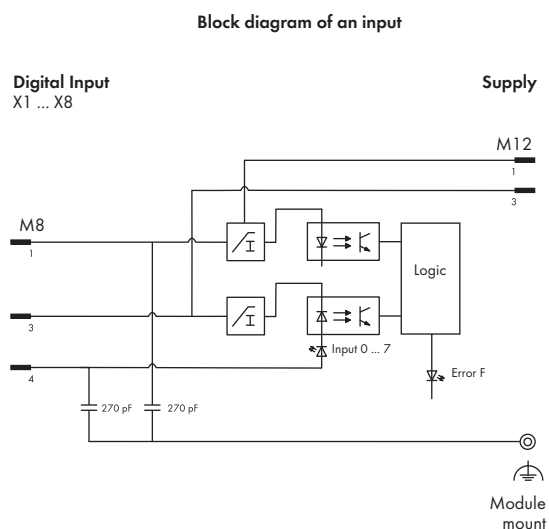 Block diagram of an input
Digital Input
X1 ... X8
Supply
M12
1
3
M8
1
Logic
3
Input 0 ... 7
4
Error F
270 pF
270 pF
Module
mount